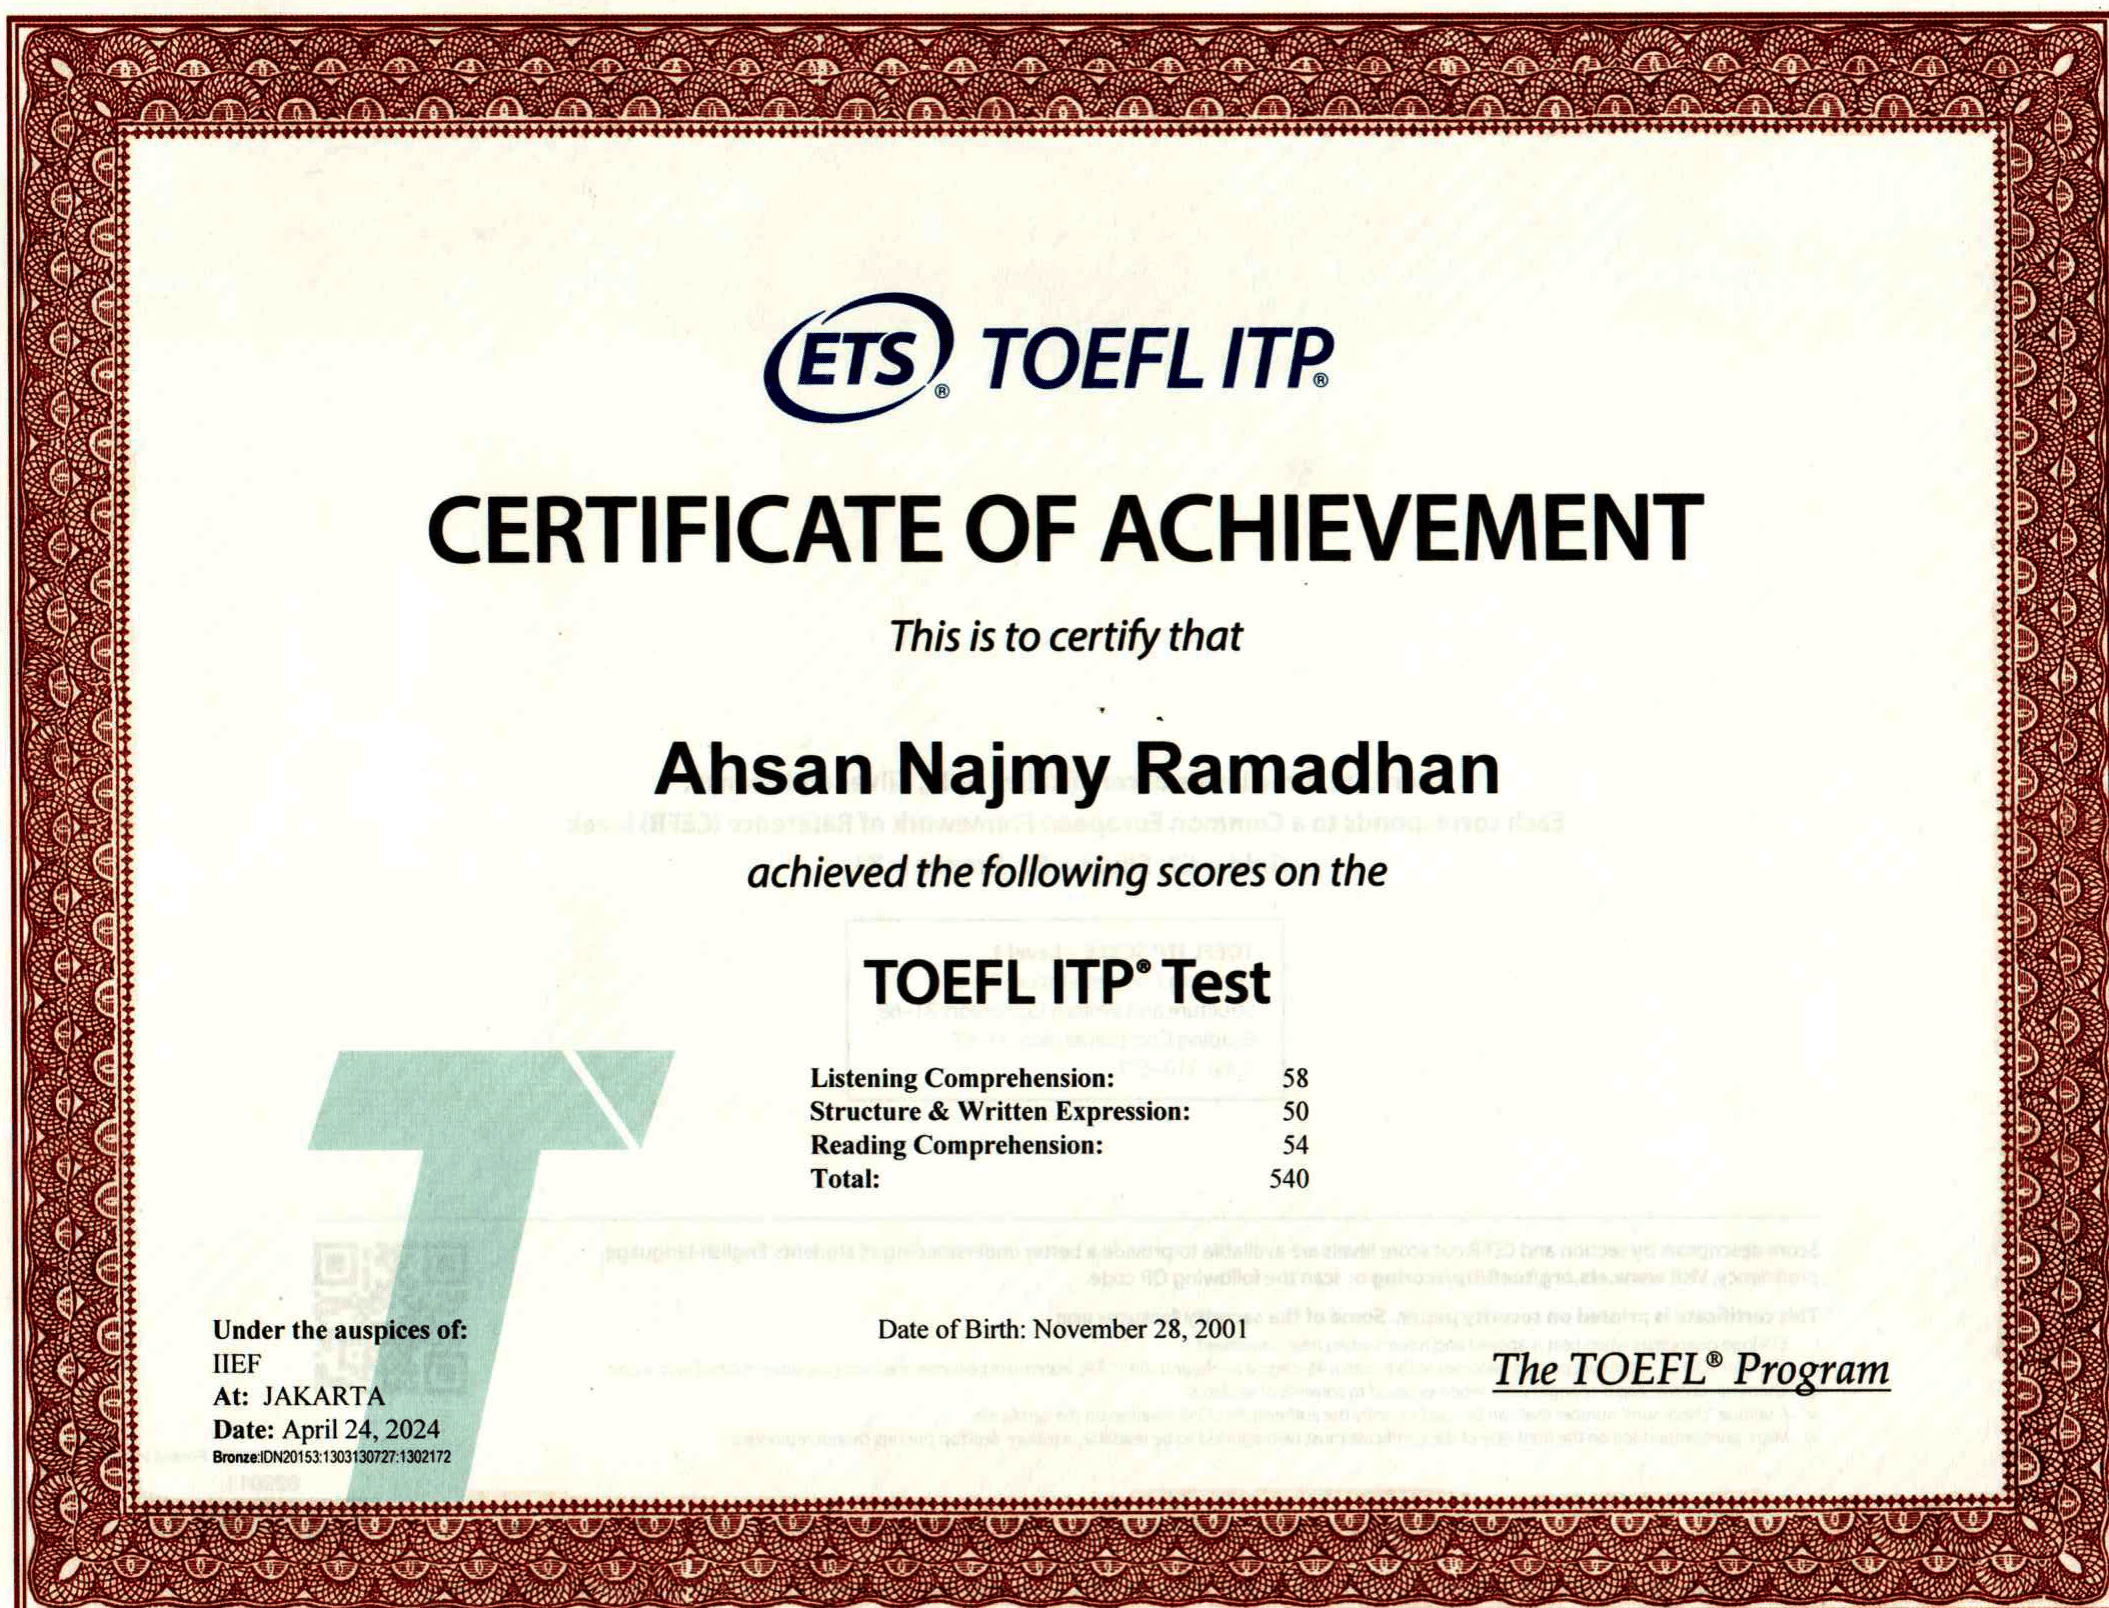 ETS® TOEFL ITP®
CERTIFICATE OF ACHIEVEMENT
This is to certify that
Ahsan Najmy Ramadhan
achieved the following scores on the
TOEFL ITP® Test
Listening Comprehension: 58
Structure & Written Expression: 50
Reading Comprehension: 54
Total: 540
Under the auspices of:
IIEF
At: JAKARTA
Date: April 24, 2024
Bronze:IDN20153:1303130727:1302172
Date of Birth: November 28, 2001
The TOEFL® Program